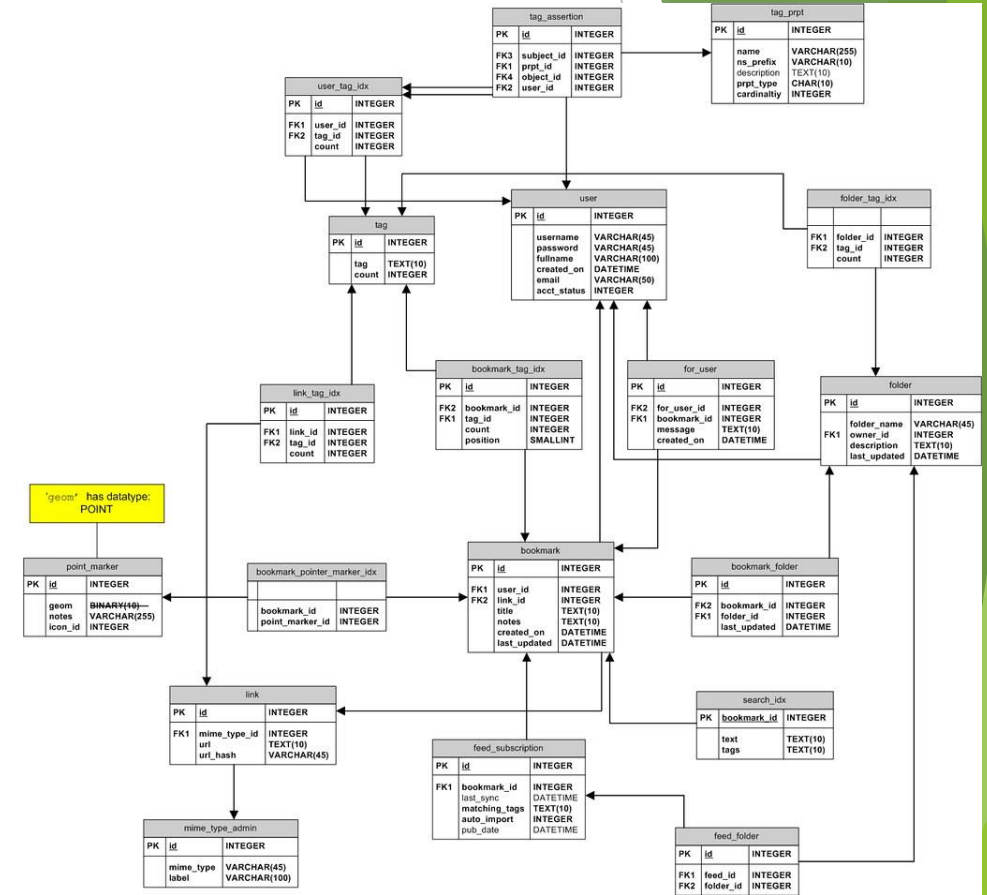 tag_assertion
PK id INTEGER
FK3 subject_id INTEGER
FK1 prpt_id INTEGER
FK4 object_id INTEGER
FK2 user_id INTEGER
tag_prpt
PK id INTEGER
name VARCHAR(255)
ns_prefix VARCHAR(10)
description TEXT(10)
prpt_type CHAR(10)
cardinaltiy INTEGER
user_tag_idx
PK id INTEGER
FK1 user_id INTEGER
FK2 tag_id INTEGER
count INTEGER
tag
PK id INTEGER
tag TEXT(10)
count INTEGER
user
PK id INTEGER
username VARCHAR(45)
password VARCHAR(45)
fullname VARCHAR(100)
created_on DATETIME
email VARCHAR(50)
acct_status INTEGER
folder_tag_idx
FK1 folder_id INTEGER
FK2 tag_id INTEGER
count INTEGER
link_tag_idx
PK id INTEGER
FK1 link_id INTEGER
FK2 tag_id INTEGER
count INTEGER
bookmark_tag_idx
PK id INTEGER
FK2 bookmark_id INTEGER
FK1 tag_id INTEGER
count INTEGER
position SMALLINT
for_user
PK id INTEGER
FK2 for_user_id INTEGER
FK1 bookmark_id INTEGER
message TEXT(10)
created_on DATETIME
folder
PK id INTEGER
folder_name VARCHAR(45)
FK1 owner_id INTEGER
description TEXT(10)
last_updated DATETIME
'geom' has datatype:
POINT
point_marker
PK id INTEGER
geom BINARY(10)
notes VARCHAR(255)
icon_id INTEGER
bookmark_pointer_marker_idx
bookmark_id INTEGER
point_marker_id INTEGER
bookmark
PK id INTEGER
FK1 user_id INTEGER
FK2 link_id INTEGER
title TEXT(10)
notes TEXT(10)
created_on DATETIME
last_updated DATETIME
bookmark_folder
PK id INTEGER
FK2 bookmark_id INTEGER
FK1 folder_id INTEGER
last_updated DATETIME
link
PK id INTEGER
FK1 mime_type_id INTEGER
url TEXT(10)
url_hash VARCHAR(45)
search_idx
PK bookmark_id INTEGER
text TEXT(10)
tags TEXT(10)
feed_subscription
PK id INTEGER
FK1 bookmark_id INTEGER
last_sync DATETIME
matching_tags TEXT(10)
auto_import INTEGER
pub_date DATETIME
mime_type_admin
PK id INTEGER
mime_type VARCHAR(45)
label VARCHAR(100)
feed_folder
PK id INTEGER
FK1 feed_id INTEGER
FK2 folder_id INTEGER